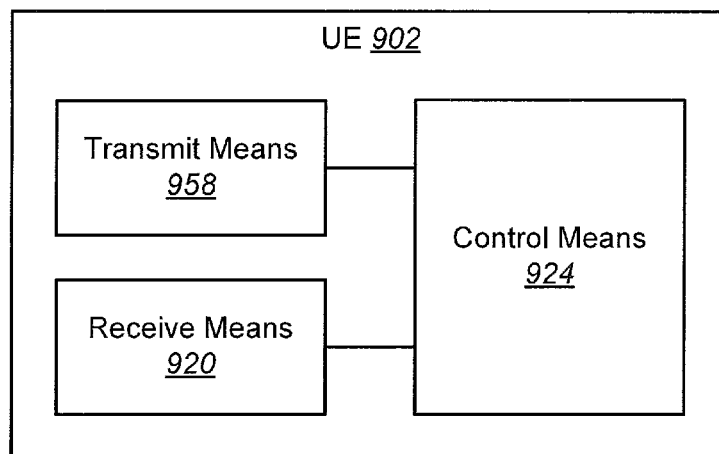 UE 902
Transmit Means
958
Receive Means
920
Control Means
924